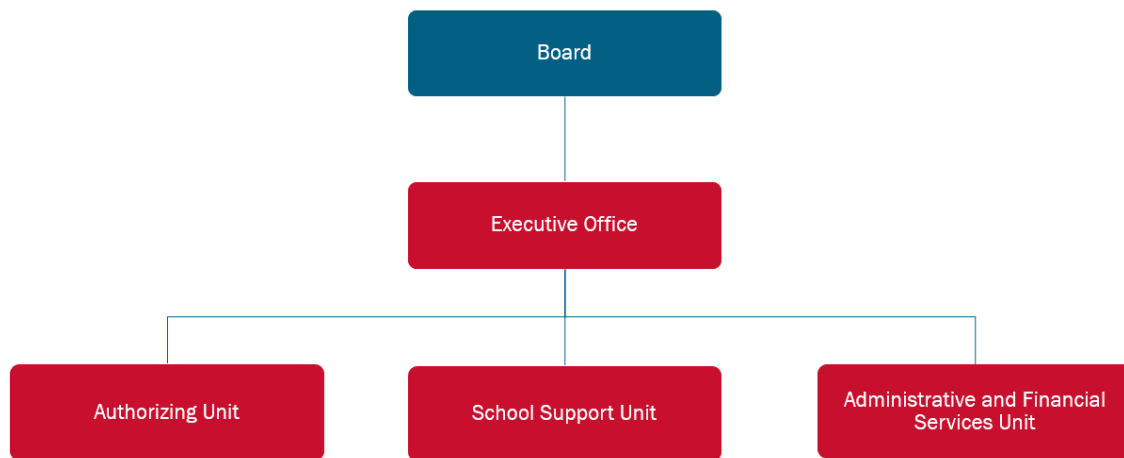 Board
Executive Office
Authorizing Unit
School Support Unit
Administrative and Financial
Services Unit